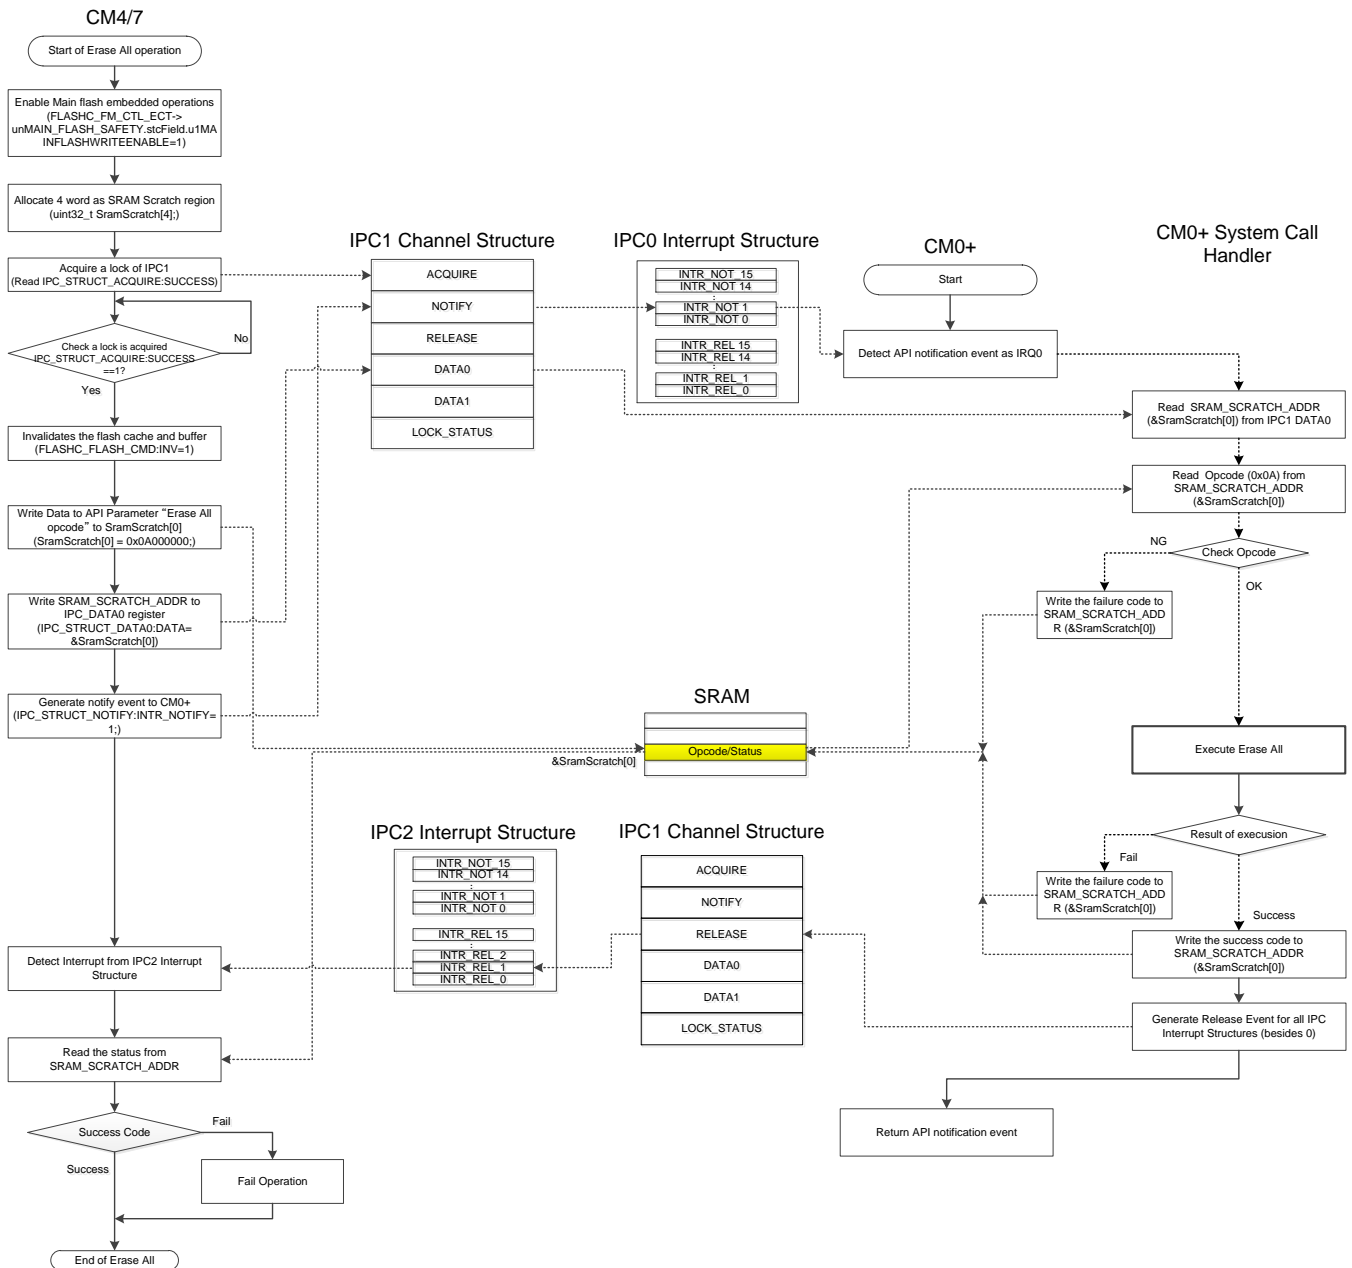 CM4/7
Start of Erase All operation
Enable Main flash embedded operations
(FLASHC_FM_CTL_ECT->
unMAIN_FLASH_SAFETY.stcField.u1MA
INFLASHWRITEENABLE=1)
Allocate 4 word as SRAM Scratch region
(uint32_t SramScratch[4];)
Acquire a lock of IPC1
(Read IPC_STRUCT_ACQUIRE:SUCCESS)
No
Check a lock is acquired
IPC_STRUCT_ACQUIRE:SUCCESS
==1?
Yes
Invalidates the flash cache and buffer
(FLASHC_FLASH_CMD:INV=1)
Write Data to API Parameter “Erase All
opcode” to SramScratch[0]
(SramScratch[0] = 0x0A000000;)
Write SRAM_SCRATCH_ADDR to
IPC_DATA0 register
(IPC_STRUCT_DATA0:DATA=
&SramScratch[0])
Generate notify event to CM0+
(IPC_STRUCT_NOTIFY:INTR_NOTIFY=
1;)
Detect Interrupt from IPC2 Interrupt
Structure
Read the status from
SRAM_SCRATCH_ADDR
Success Code
Fail
Success
Fail Operation
End of Erase All
IPC1 Channel Structure
ACQUIRE
NOTIFY
RELEASE
DATA0
DATA1
LOCK_STATUS
IPC0 Interrupt Structure
INTR_NOT_15
INTR_NOT 14
:
INTR_NOT 1
INTR_NOT 0
INTR_REL 15
INTR_REL 14
:
INTR_REL_1
INTR_REL_0
CM0+
Start
Detect API notification event as IRQ0
CM0+ System Call
Handler
Read SRAM_SCRATCH_ADDR
(&SramScratch[0]) from IPC1 DATA0
Read Opcode (0x0A) from
SRAM_SCRATCH_ADDR
(&SramScratch[0])
NG
Check Opcode
OK
Write the failure code to
SRAM_SCRATCH_ADD
R (&SramScratch[0])
Execute Erase All
Result of execusion
Fail
Write the failure code to
SRAM_SCRATCH_ADD
R (&SramScratch[0])
Success
Write the success code to
SRAM_SCRATCH_ADDR
(&SramScratch[0])
Generate Release Event for all IPC
Interrupt Structures (besides 0)
Return API notification event
SRAM
Opcode/Status
&SramScratch[0]
IPC2 Interrupt Structure
INTR_NOT_15
INTR_NOT 14
:
INTR_NOT 1
INTR_NOT 0
INTR_REL 15
:
INTR_REL_2
INTR_REL_1
INTR_REL_0
IPC1 Channel Structure
ACQUIRE
NOTIFY
RELEASE
DATA0
DATA1
LOCK_STATUS